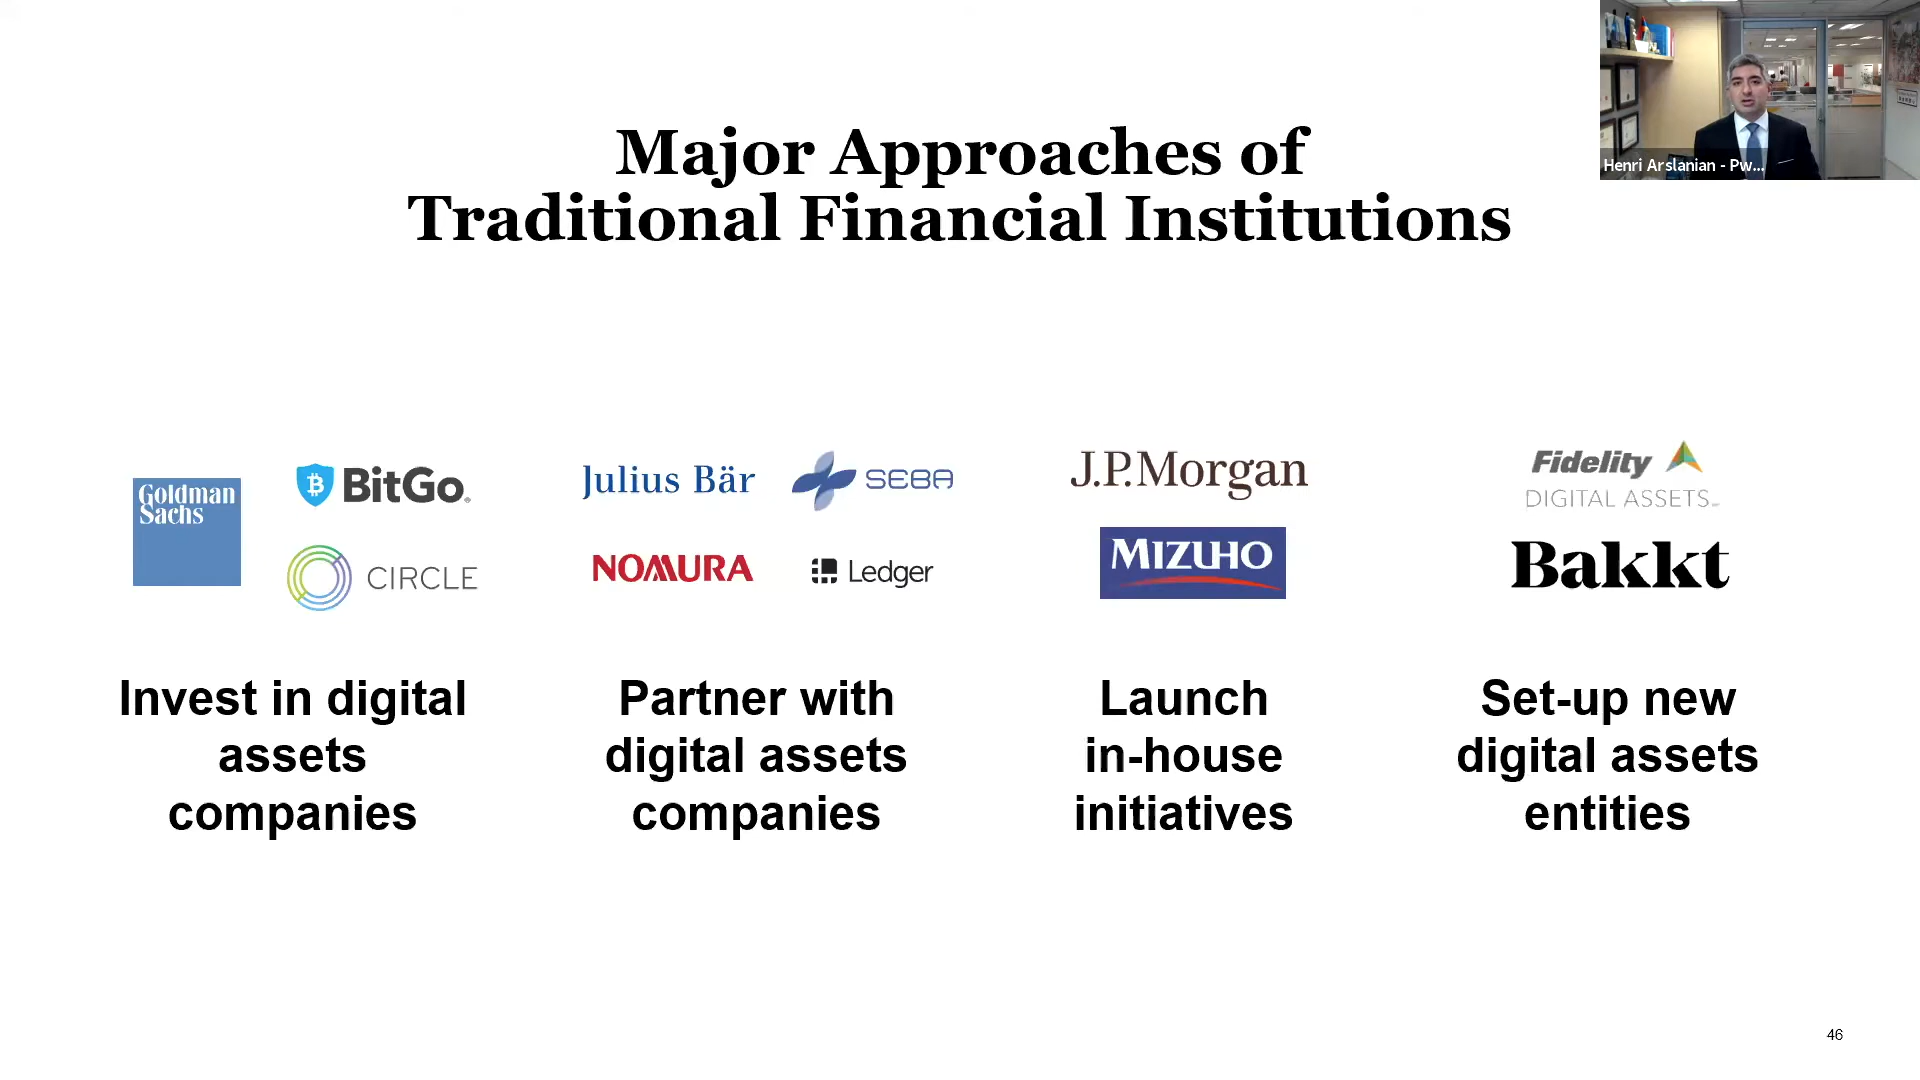 Major Approaches of
Traditional Financial Institutions
Henri Arslanian - Pw...
Goldman
Sachs
BitGo
CIRCLE
Julius Bär
SEBA
NOMURA
Ledger
J.P.Morgan
MIZUHO
Fidelity
DIGITAL ASSETS
Bakkt
Invest in digital
assets
companies
Partner with
digital assets
companies
Launch
in-house
initiatives
Set-up new
digital assets
entities
46